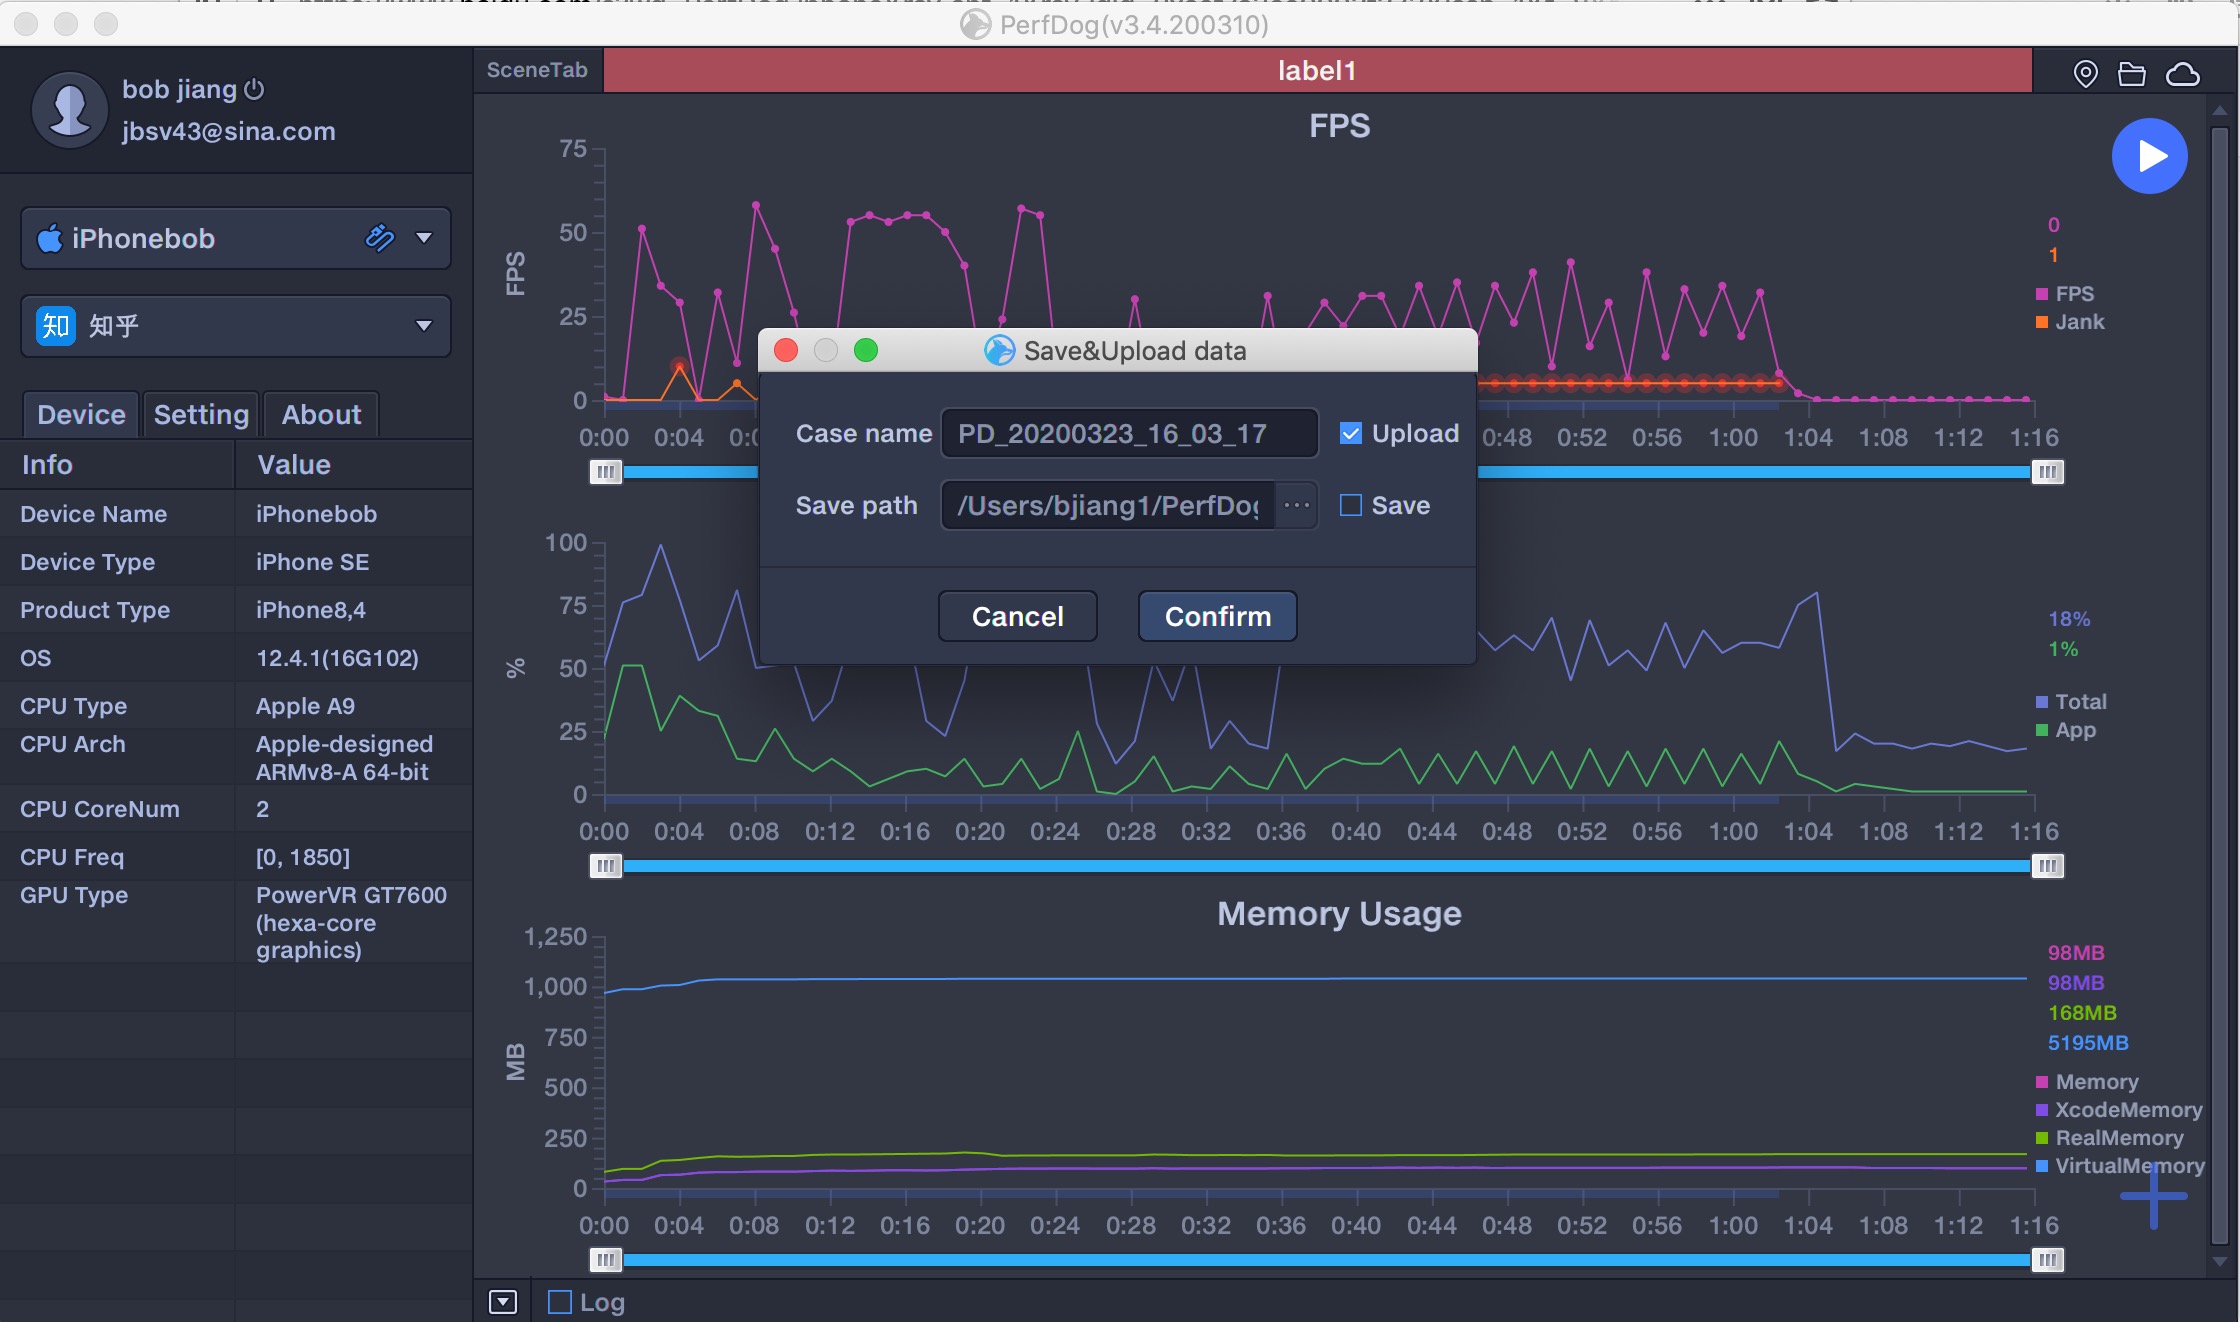 PerfDog(v3.4.200310)
bob jiang
jbsv43@sina.com
iPhonebob
知 知乎
Device Setting About
Info Value
Device Name iPhonebob
Device Type iPhone SE
Product Type iPhone8,4
OS 12.4.1(16G102)
CPU Type Apple A9
CPU Arch Apple-designed
ARMv8-A 64-bit
CPU CoreNum 2
CPU Freq [0, 1850]
GPU Type PowerVR GT7600
(hexa-core
graphics)
SceneTab label1
FPS
FPS
75
50
25
0
0:00 0:04 0:48 0:52 0:56 1:00 1:04 1:08 1:12 1:16
0
1
FPS
Jank
Save&Upload data
Case name PD_20200323_16_03_17 Upload
Save path /Users/bjiang1/PerfDog ... Save
Cancel Confirm
%
100
75
50
25
0
0:00 0:04 0:08 0:12 0:16 0:20 0:24 0:28 0:32 0:36 0:40 0:44 0:48 0:52 0:56 1:00 1:04 1:08 1:12 1:16
18%
1%
Total
App
Memory Usage
MB
1,250
1,000
750
500
250
0
0:00 0:04 0:08 0:12 0:16 0:20 0:24 0:28 0:32 0:36 0:40 0:44 0:48 0:52 0:56 1:00 1:04 1:08 1:12 1:16
98MB
98MB
168MB
5195MB
Memory
XcodeMemory
RealMemory
VirtualMemory
Log